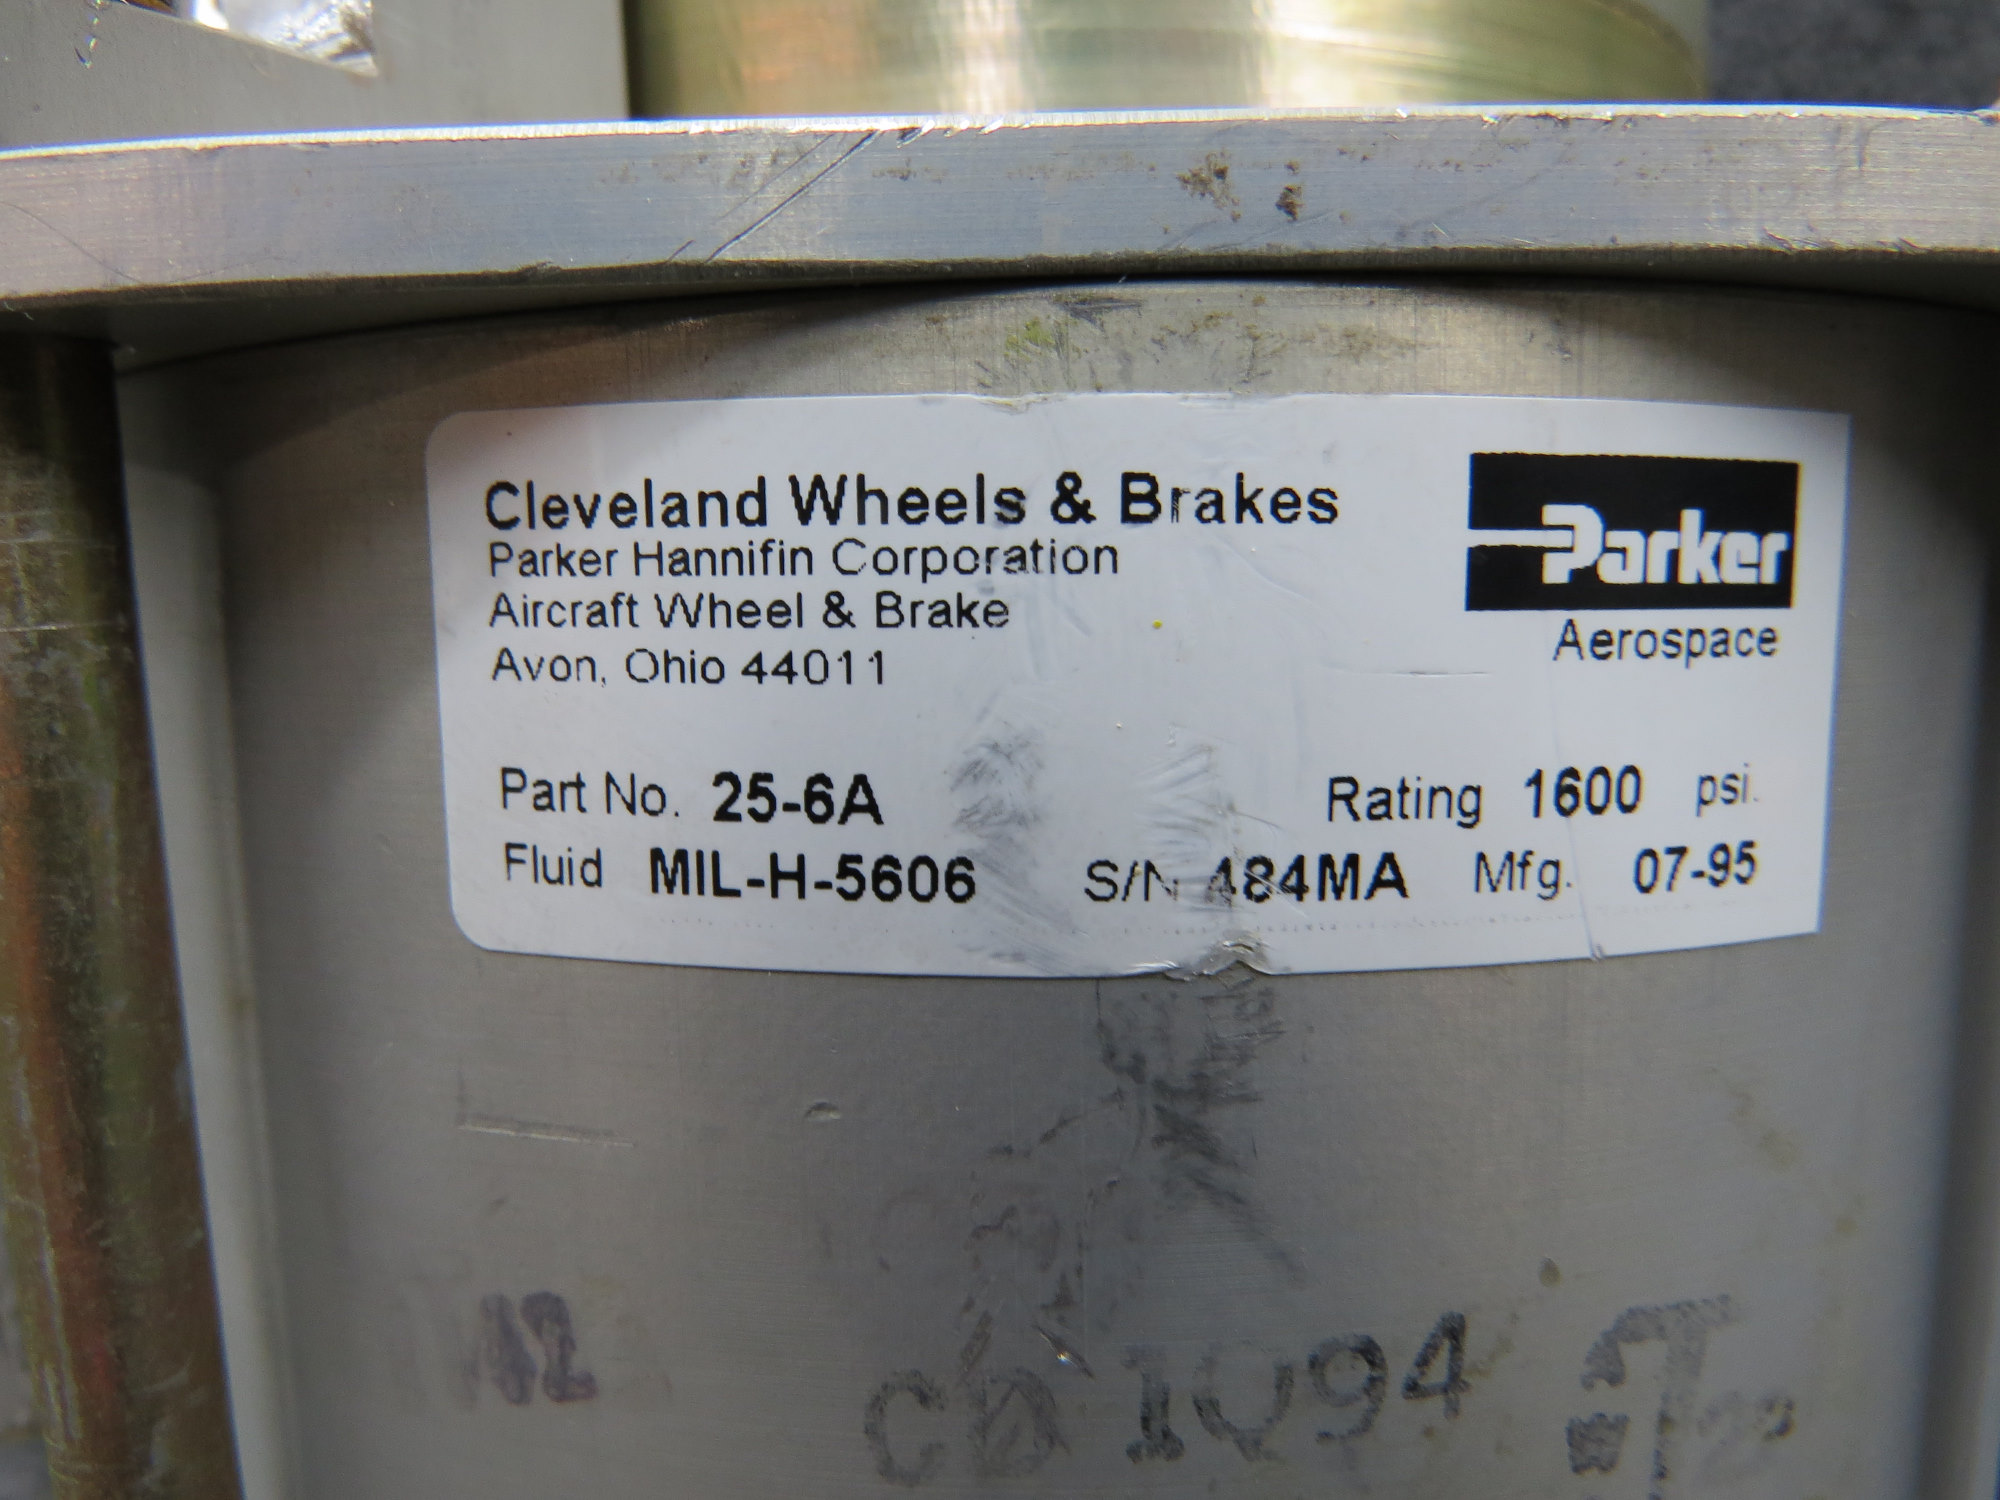 Cleveland Wheels & Brakes
Parker Hannifin Corporation
Aircraft Wheel & Brake
Avon, Ohio 44011
Parker
Aerospace
Part No. 25-6A
Rating 1600 psi.
Fluid MIL-H-5606 S/N 484MA Mfg. 07-95
1094